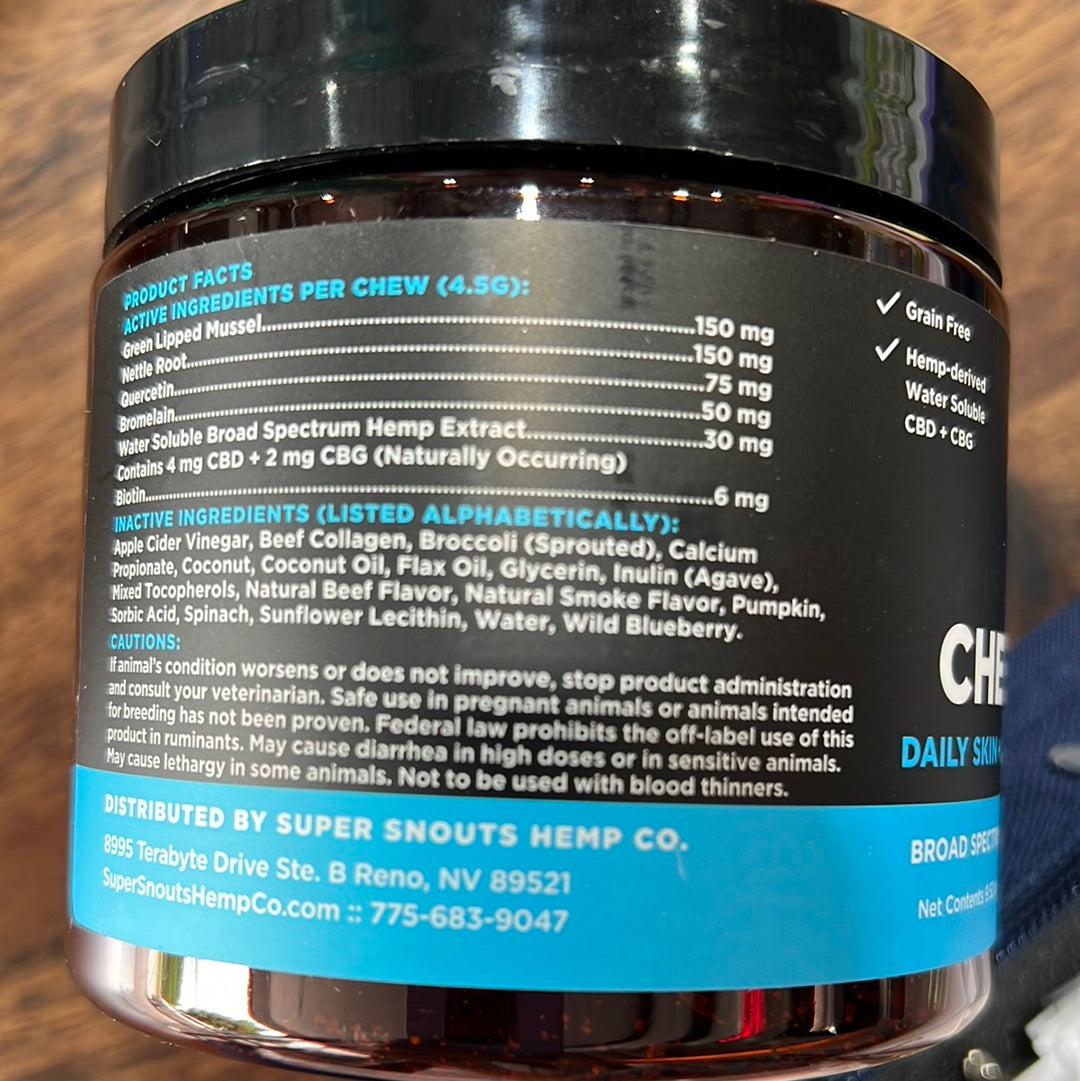 PRODUCT FACTS
ACTIVE INGREDIENTS PER CHEW (4.5G):
Green Lipped Mussel 150 mg
Nettle Root 150 mg
Quercetin 75 mg
Bromelain 50 mg
Water Soluble Broad Spectrum Hemp Extract 30 mg
Contains 4 mg CBD + 2 mg CBG (Naturally Occurring)
Biotin 6 mg
INACTIVE INGREDIENTS (LISTED ALPHABETICALLY):
Apple Cider Vinegar, Beef Collagen, Broccoli (Sprouted), Calcium
Propionate, Coconut, Coconut Oil, Flax Oil, Glycerin, Inulin (Agave),
Mixed Tocopherols, Natural Beef Flavor, Natural Smoke Flavor, Pumpkin,
Sorbic Acid, Spinach, Sunflower Lecithin, Water, Wild Blueberry.
CAUTIONS:
If animal's condition worsens or does not improve, stop product administration
and consult your veterinarian. Safe use in pregnant animals or animals intended
for breeding has not been proven. Federal law prohibits the off-label use of this
product in ruminants. May cause diarrhea in high doses or in sensitive animals.
May cause lethargy in some animals. Not to be used with blood thinners.
DISTRIBUTED BY SUPER SNOUTS HEMP CO.
8995 Terabyte Drive Ste. B Reno, NV 89521
SuperSnoutsHempCo.com :: 775-683-9047
✓ Grain Free
✓ Hemp-derived
Water Soluble
CBD + CBG
CHE
DAILY SKIN
BROAD SPECT
Net Contents